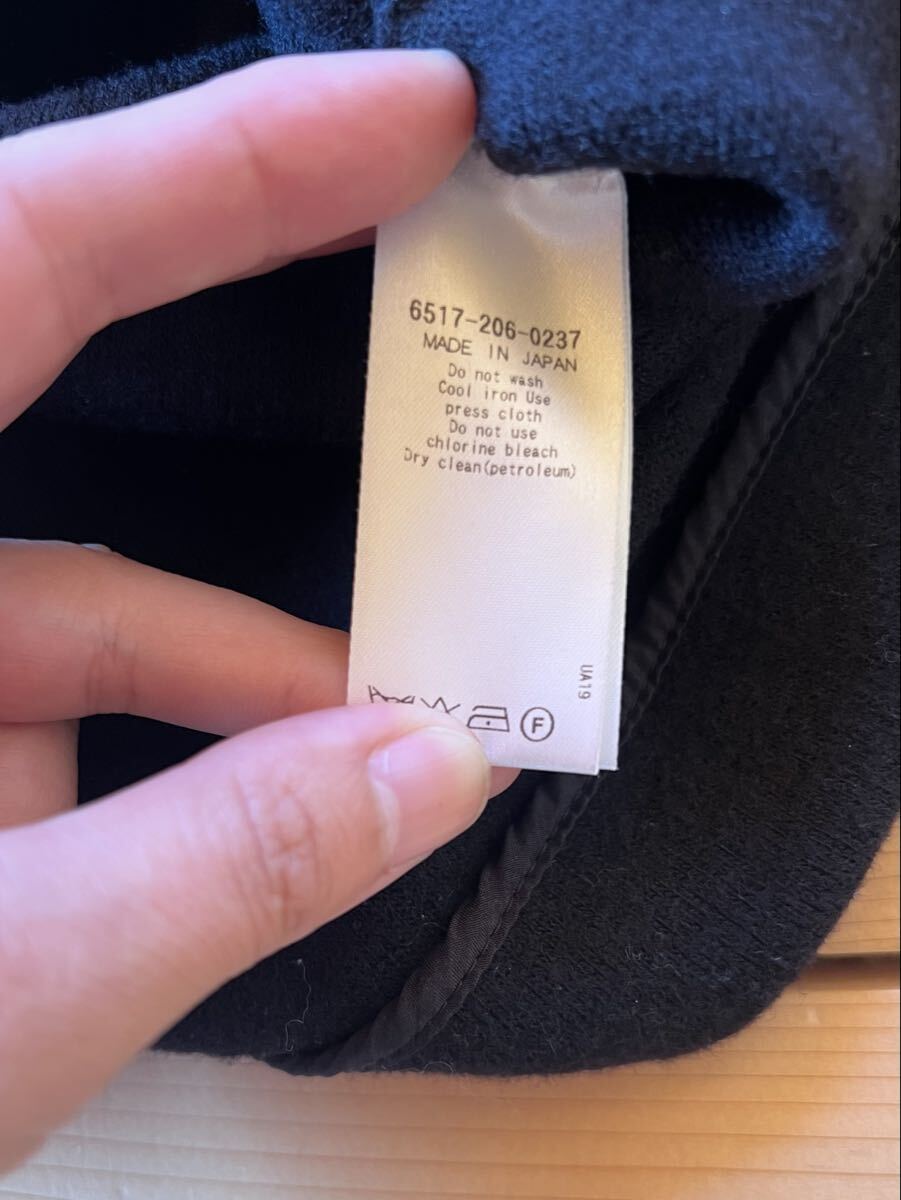 6517-206-0237
MADE IN JAPAN
Do not wash
Cool iron Use
press cloth
Do not use
chlorine bleach
Dry clean(petroleum)
UA19
F